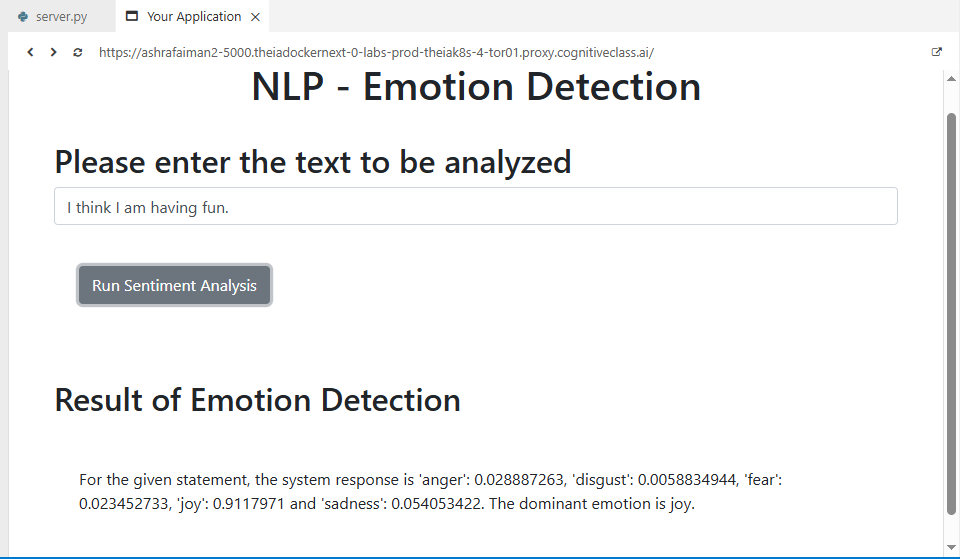 server.py Your Application
https://ashrafaiman2-5000.theiadockernext-0-labs-prod-theiak8s-4-tor01.proxy.cognitiveclass.ai/
NLP - Emotion Detection
Please enter the text to be analyzed
I think I am having fun.
Run Sentiment Analysis
Result of Emotion Detection
For the given statement, the system response is 'anger': 0.028887263, 'disgust': 0.0058834944, 'fear':
0.023452733, 'joy': 0.9117971 and 'sadness': 0.054053422. The dominant emotion is joy.